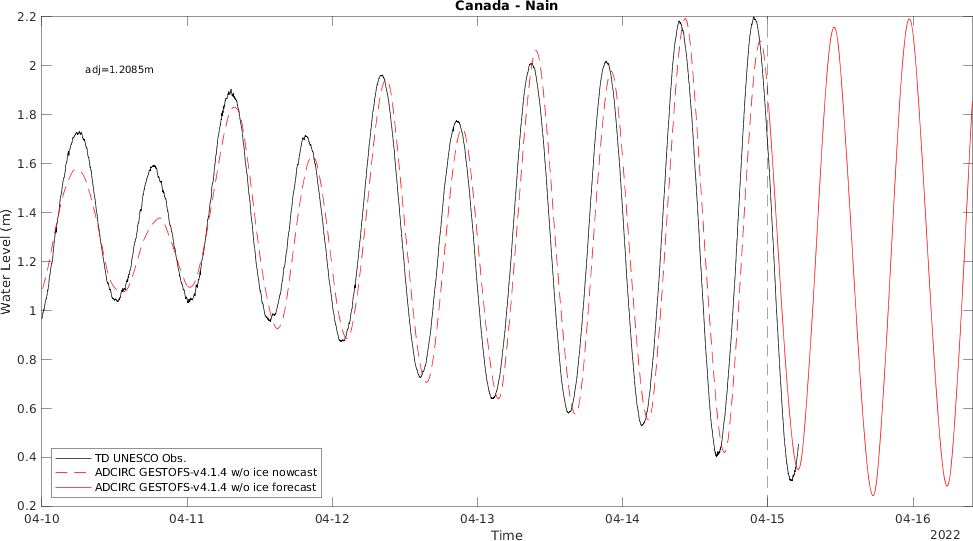 Canada - Nain
adj=1.2085m
2.2
2
1.8
1.6
1.4
1.2
1
0.8
0.6
0.4
0.2
Water Level (m)
TD UNESCO Obs.
ADCIRC GESTOFS-v4.1.4 w/o ice nowcast
ADCIRC GESTOFS-v4.1.4 w/o ice forecast
04-10 04-11 04-12 04-13 04-14 04-15 04-16
Time
2022